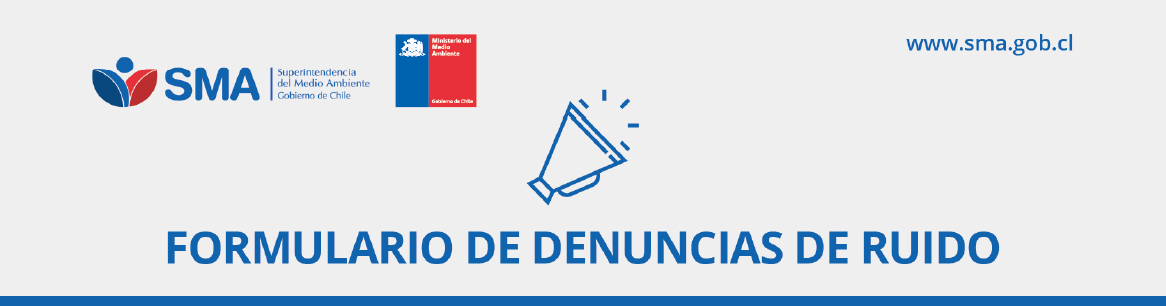 www.sma.gob.cl
SMA
Superintendencia
del Medio Ambiente
Gobierno de Chile
Ministerio del
Medio
Ambiente
Gobierno de Chile
FORMULARIO DE DENUNCIAS DE RUIDO